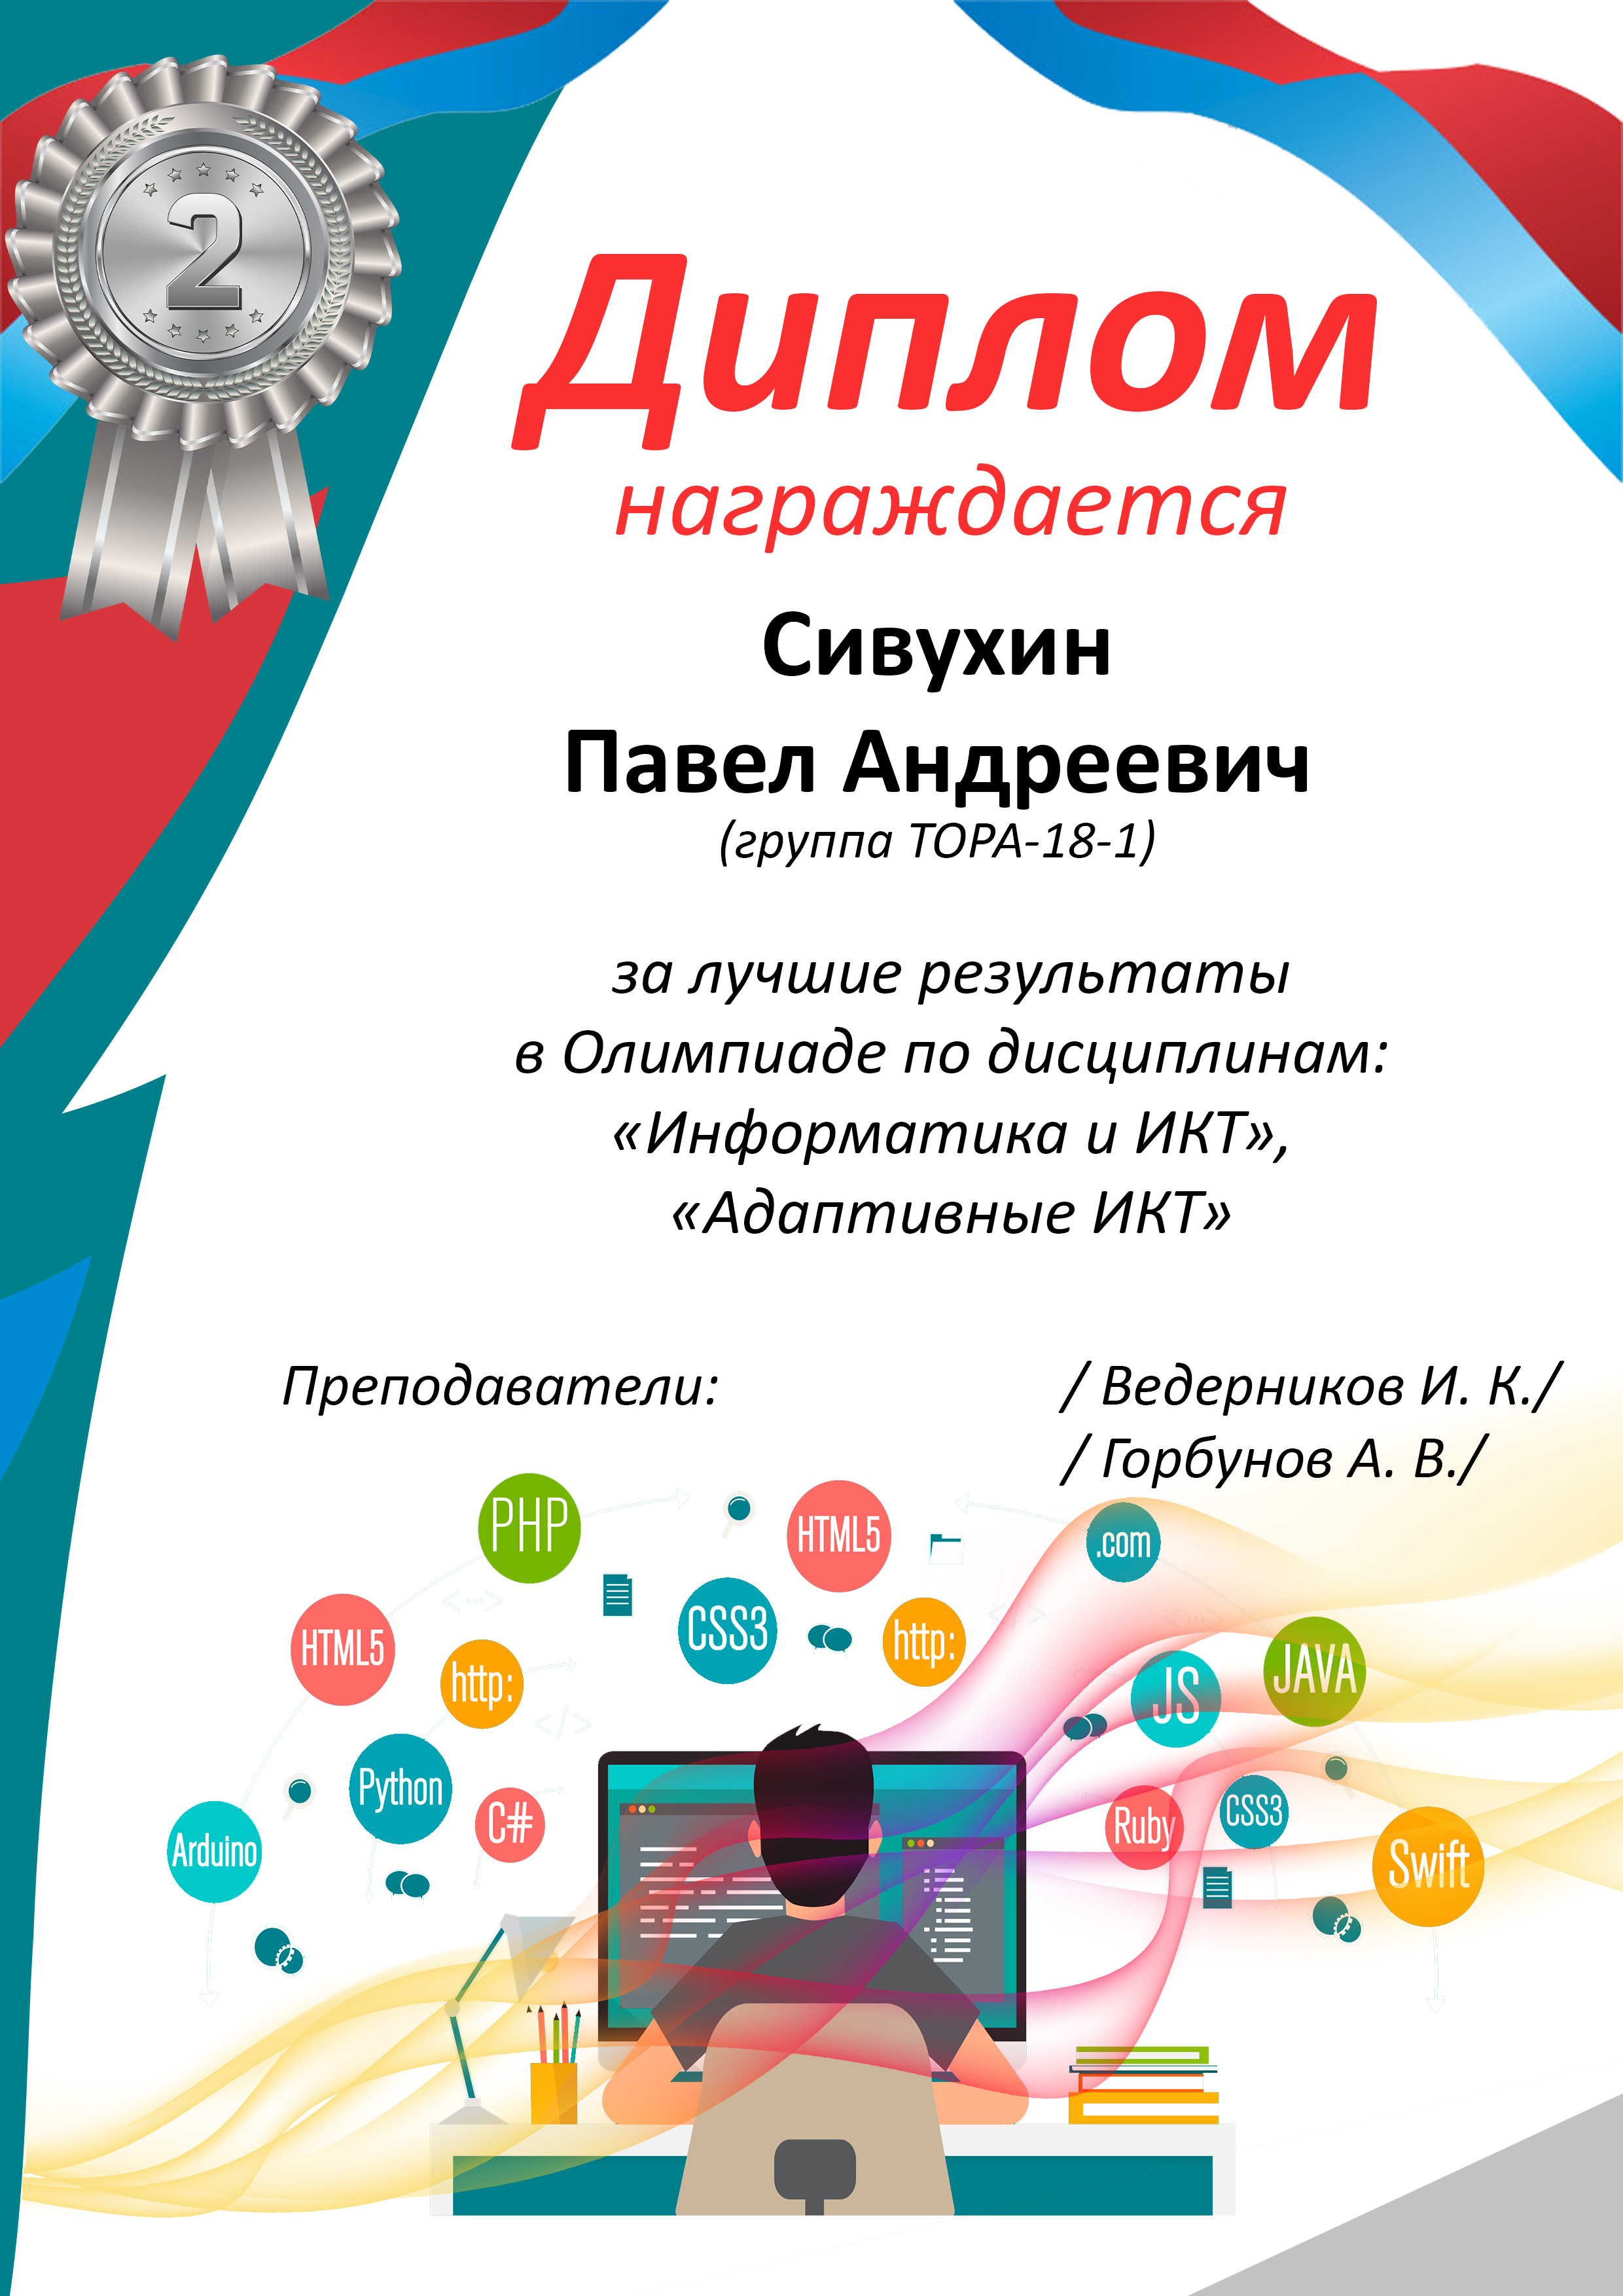 2
Диплом
награждается
Сивухин
Павел Андреевич
(группа ТОРА-18-1)
за лучшие результаты
в Олимпиаде по дисциплинам:
«Информатика и ИКТ»,
«Адаптивные ИКТ»
Преподаватели: / Ведерников И. К./
/ Горбунов А. В./
PHP
HTML5
.com
HTML5
CSS3
http:
http:
JS
JAVA
Python
C#
Arduino
Ruby
CSS3
Swift